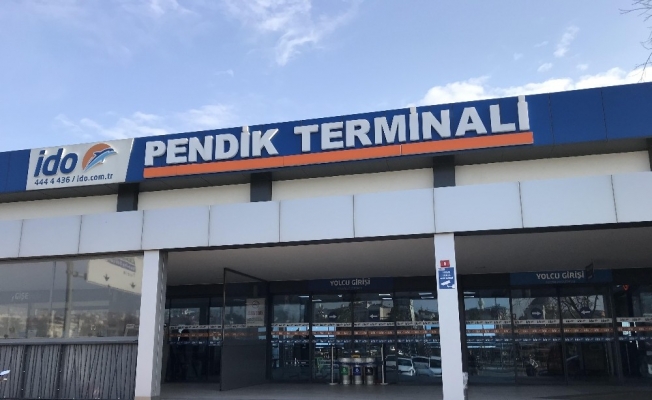 ido
444 4 436 / ido.com.tr
PENDİK TERMİNALİ
YOLCU GİRİŞİ
YOLCU GİRİŞİ